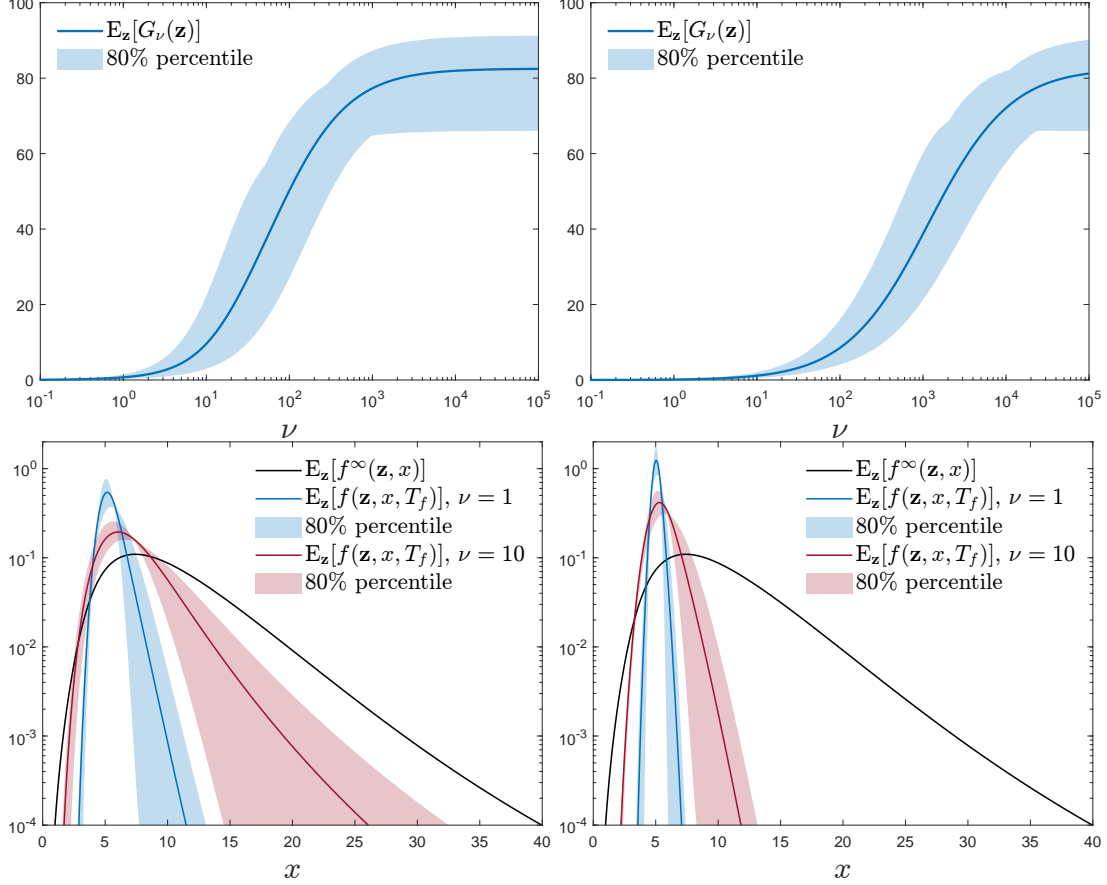 E_z[G_ν(z)]
80% percentile
100
80
60
40
20
0
10^-1 10^0 10^1 10^2 10^3 10^4 10^5
ν
E_z[G_ν(z)]
80% percentile
100
80
60
40
20
0
10^-1 10^0 10^1 10^2 10^3 10^4 10^5
ν
E_z[f^∞(z, x)]
E_z[f(z, x, T_f)], ν = 1
80% percentile
E_z[f(z, x, T_f)], ν = 10
80% percentile
10^0
10^-1
10^-2
10^-3
10^-4
0 5 10 15 20 25 30 35 40
x
E_z[f^∞(z, x)]
E_z[f(z, x, T_f)], ν = 1
80% percentile
E_z[f(z, x, T_f)], ν = 10
80% percentile
10^0
10^-1
10^-2
10^-3
10^-4
0 5 10 15 20 25 30 35 40
x